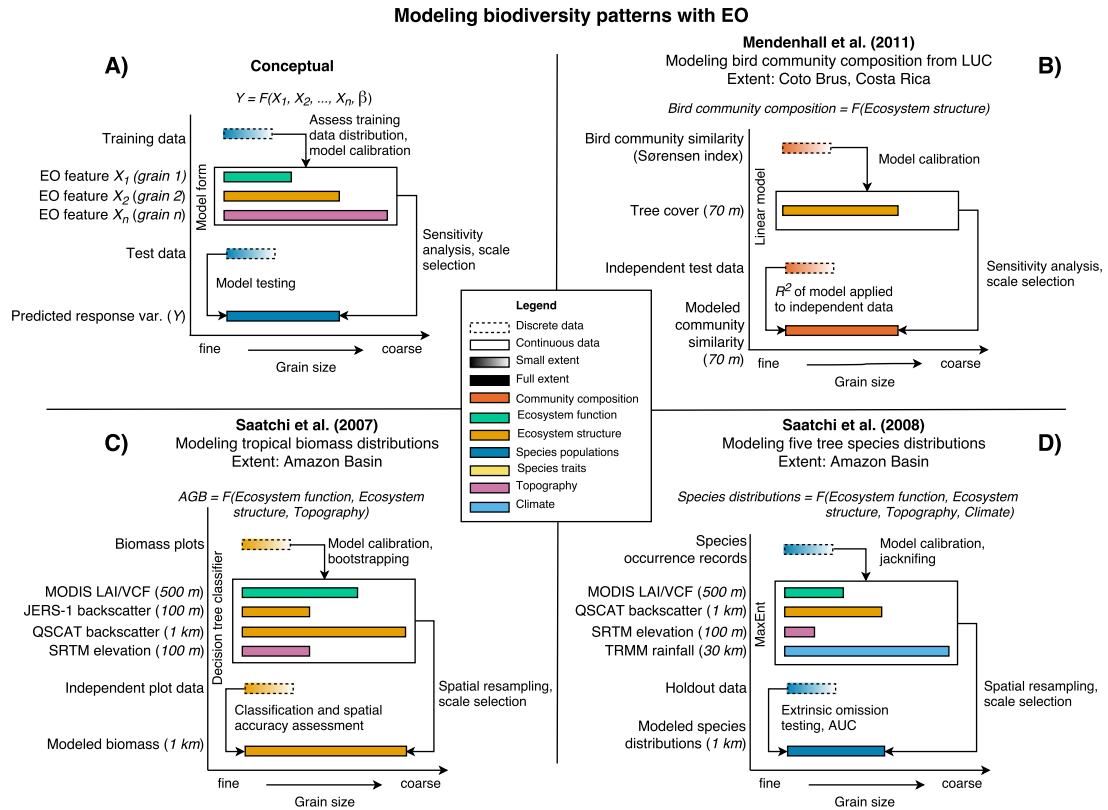 Modeling biodiversity patterns with EO
A)
Conceptual
Y = F(X1, X2, ..., Xn, β)
Training data
Assess training
data distribution,
model calibration
Model form
EO feature X1 (grain 1)
EO feature X2 (grain 2)
EO feature Xn (grain n)
Test data
Model testing
Sensitivity
analysis, scale
selection
Predicted response var. (Y)
fine
coarse
Grain size
Mendenhall et al. (2011)
Modeling bird community composition from LUC
Extent: Coto Brus, Costa Rica
B)
Bird community composition = F(Ecosystem structure)
Bird community similarity
(Sørensen index)
Model calibration
Linear model
Tree cover (70 m)
Independent test data
R2 of model applied
to independent data
Sensitivity analysis,
scale selection
Modeled
community
similarity
(70 m)
fine
coarse
Grain size
Legend
Discrete data
Continuous data
Small extent
Full extent
Community composition
Ecosystem function
Ecosystem structure
Species populations
Species traits
Topography
Climate
C)
Saatchi et al. (2007)
Modeling tropical biomass distributions
Extent: Amazon Basin
AGB = F(Ecosystem function, Ecosystem
structure, Topography)
Biomass plots
Model calibration,
bootstrapping
Decision tree classifier
MODIS LAI/VCF (500 m)
JERS-1 backscatter (100 m)
QSCAT backscatter (1 km)
SRTM elevation (100 m)
Independent plot data
Classification and spatial
accuracy assessment
Spatial resampling,
scale selection
Modeled biomass (1 km)
fine
coarse
Grain size
Saatchi et al. (2008)
Modeling five tree species distributions
Extent: Amazon Basin
D)
Species distributions = F(Ecosystem function, Ecosystem
structure, Topography, Climate)
Species
occurrence records
Model calibration,
jacknifing
MaxEnt
MODIS LAI/VCF (500 m)
QSCAT backscatter (1 km)
SRTM elevation (100 m)
TRMM rainfall (30 km)
Holdout data
Extrinsic omission
testing, AUC
Spatial resampling,
scale selection
Modeled species
distributions (1 km)
fine
coarse
Grain size